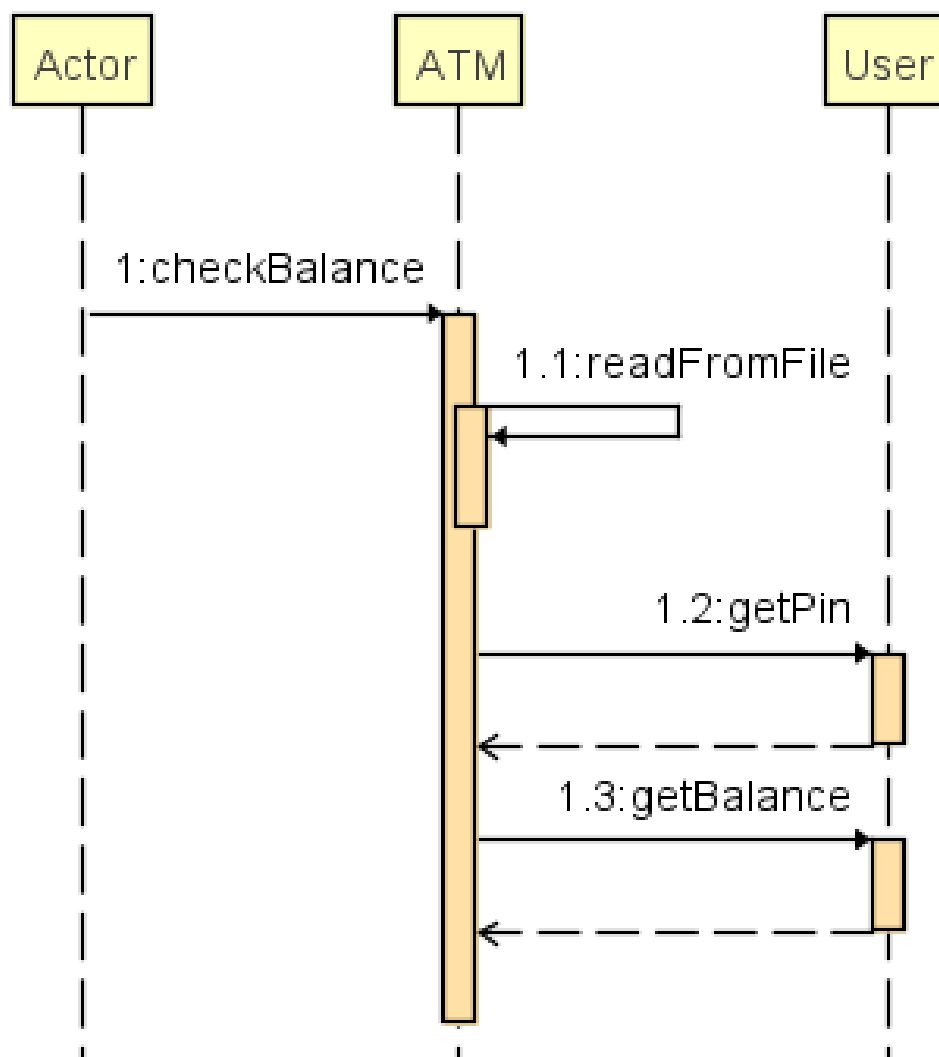 Actor
ATM
User
1:checkBalance
1.1:readFromFile
1.2:getPin
1.3:getBalance